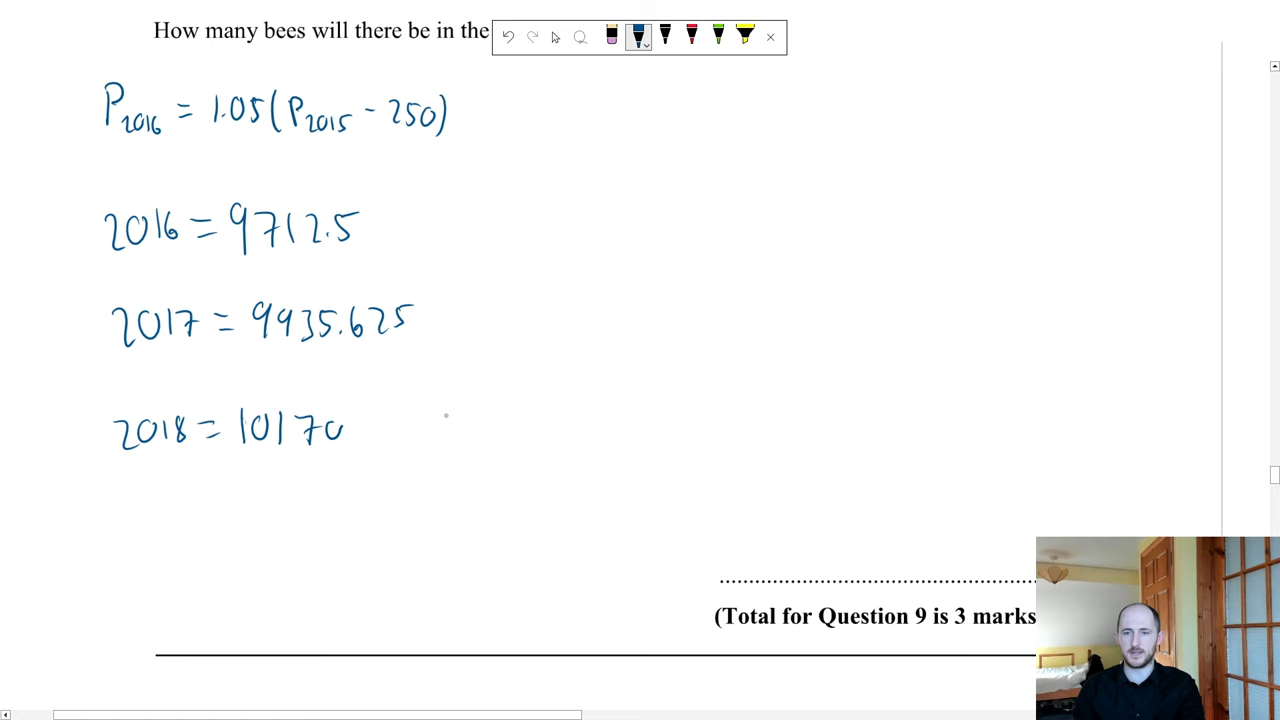 How many bees will there be in the
P2016 = 1.05(P2015 - 250)
2016 = 9712.5
2017 = 9935.625
2018 = 10170
(Total for Question 9 is 3 marks